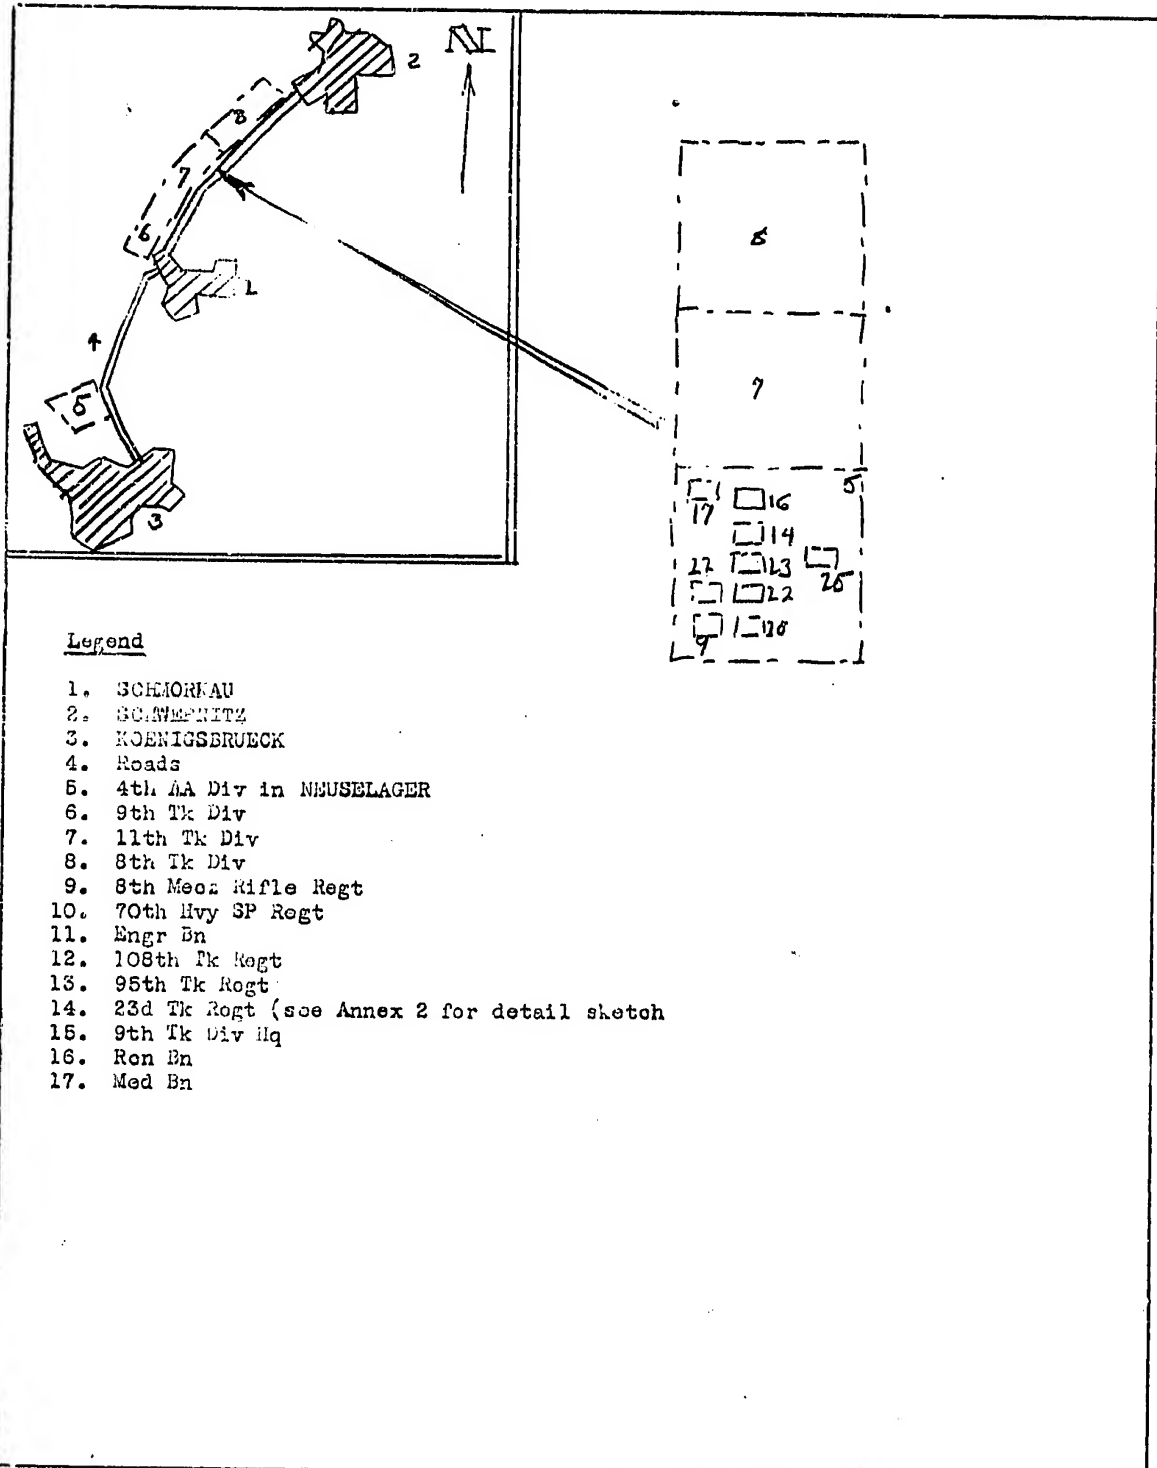 N
2
8
7
6
1
4
5
3
8
7
5
17 16
14
22 23 25
22
9
Legend
1. SCHMORKAU
2. SCHWEPNITZ
3. KOENIGSBRUECK
4. Roads
5. 4th AA Div in NEUSELAGER
6. 9th Tk Div
7. 11th Tk Div
8. 8th Tk Div
9. 8th Mecz Rifle Regt
10. 70th Hvy SP Regt
11. Engr Bn
12. 108th Tk Regt
13. 95th Tk Regt
14. 23d Tk Regt (see Annex 2 for detail sketch
15. 9th Tk Div Hq
16. Rcn Bn
17. Med Bn